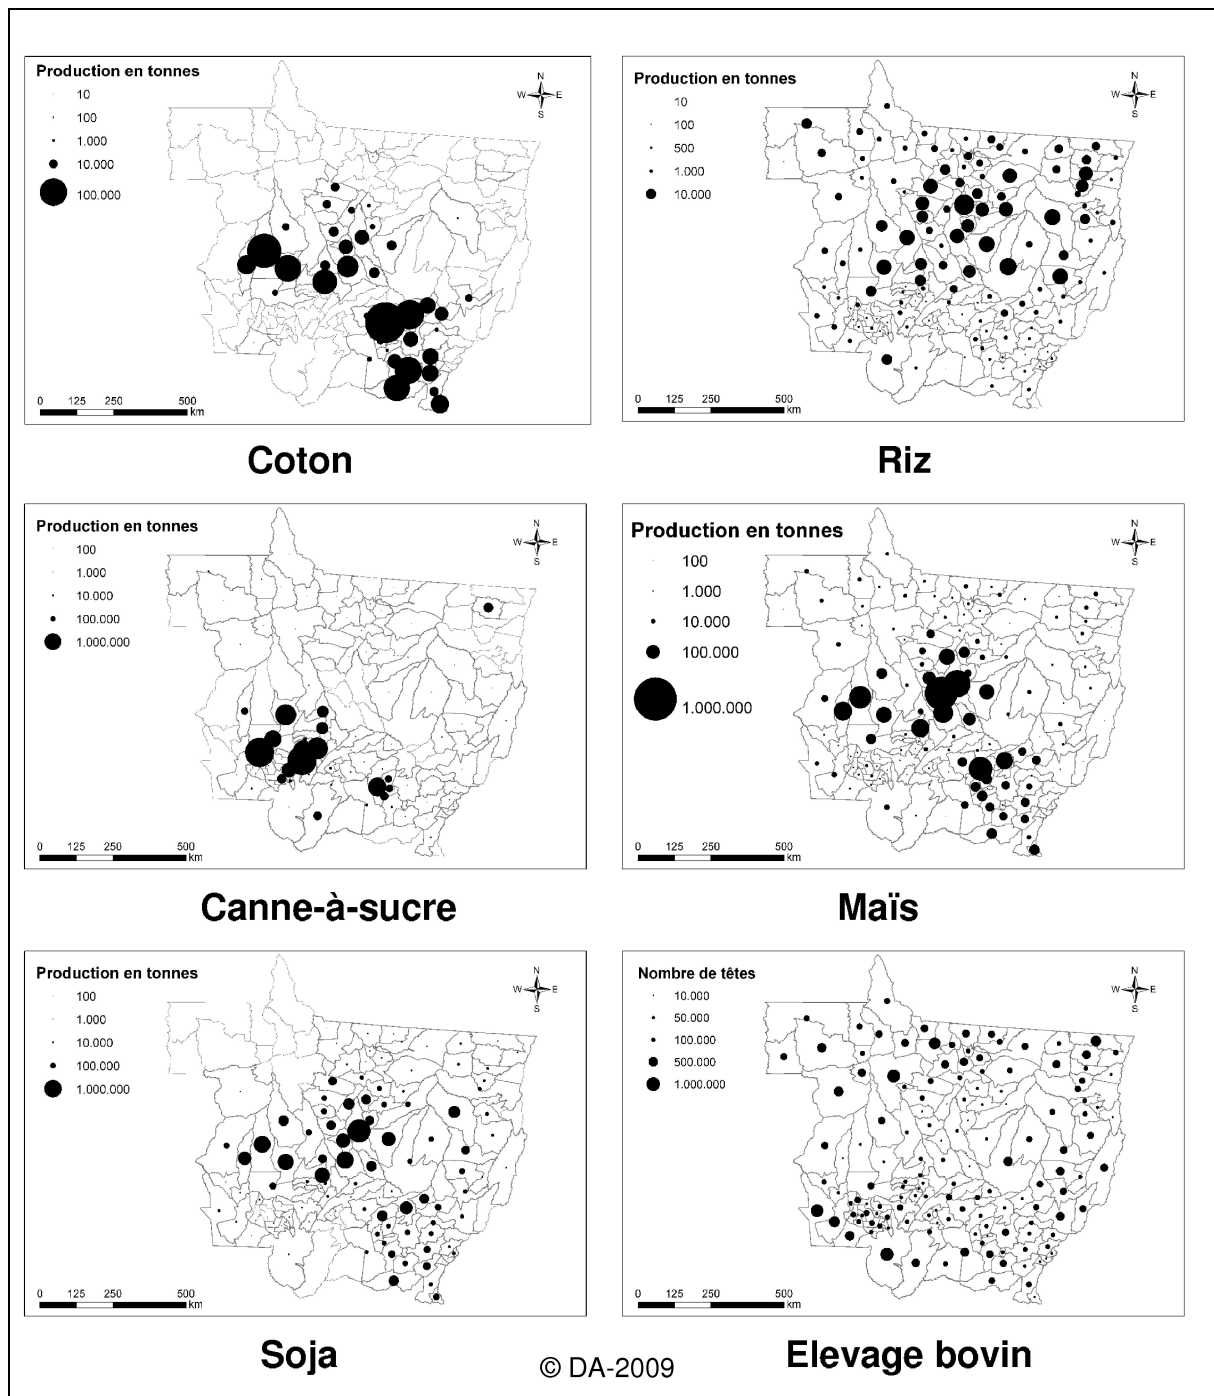 Production en tonnes
10
100
1.000
10.000
100.000
N
W E
S
0 125 250 500
km
Coton
Production en tonnes
10
100
500
1.000
10.000
N
W E
S
0 125 250 500
km
Riz
Production en tonnes
100
1.000
10.000
100.000
1.000.000
N
W E
S
0 125 250 500
km
Canne-à-sucre
Production en tonnes
100
1.000
10.000
100.000
1.000.000
N
W E
S
0 125 250 500
km
Maïs
Production en tonnes
100
1.000
10.000
100.000
1.000.000
N
W E
S
0 125 250 500
km
Soja
Nombre de têtes
10.000
50.000
100.000
500.000
1.000.000
N
W E
S
0 125 250 500
km
Elevage bovin
© DA-2009